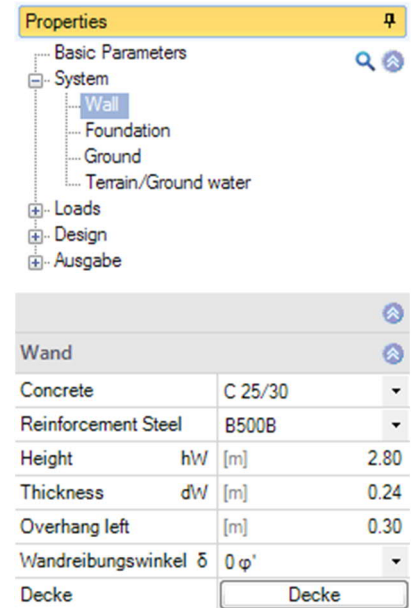 Properties
Basic Parameters
System
Wall
Foundation
Ground
Terrain/Ground water
Loads
Design
Ausgabe
Wand
Concrete C 25/30
Reinforcement Steel B500B
Height hW [m] 2.80
Thickness dW [m] 0.24
Overhang left [m] 0.30
Wandreibungswinkel δ 0 φ'
Decke Decke